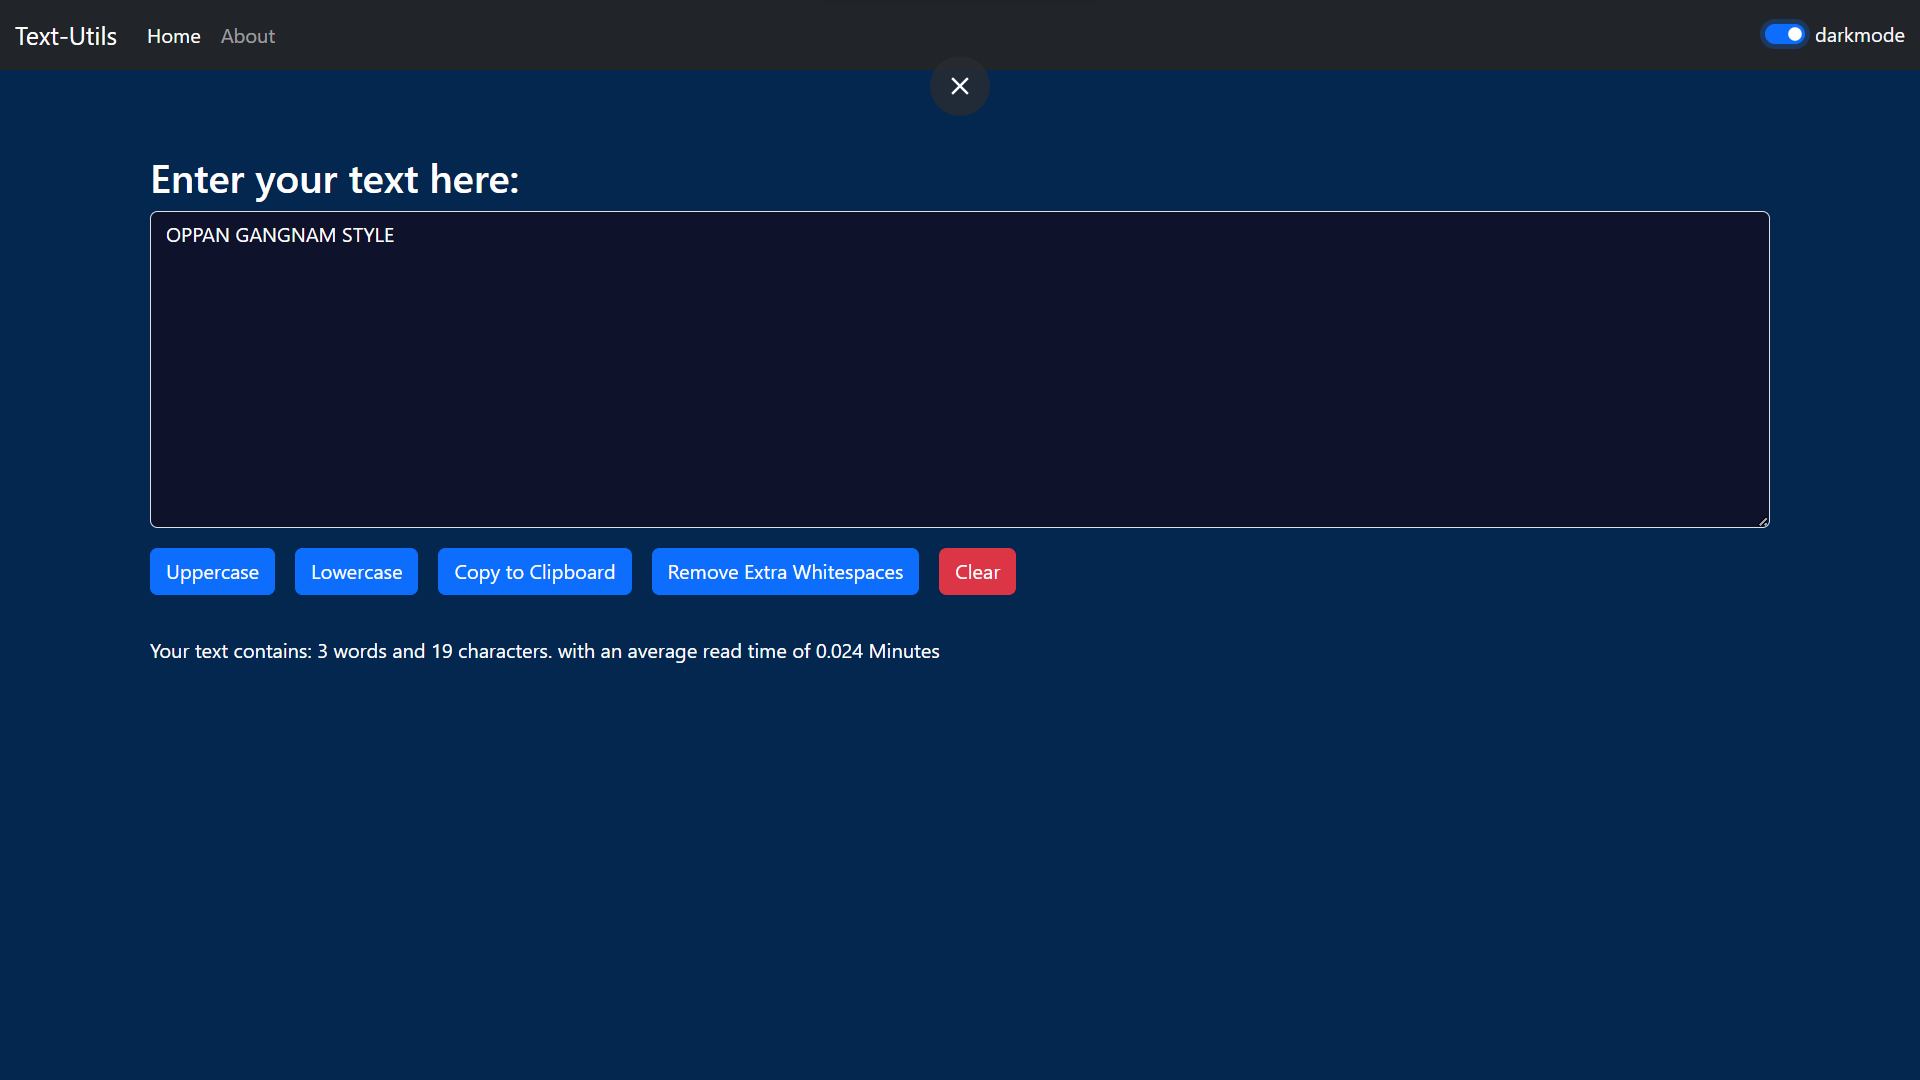 Text-Utils Home About darkmode
Enter your text here:
OPPAN GANGNAM STYLE
Uppercase Lowercase Copy to Clipboard Remove Extra Whitespaces Clear
Your text contains: 3 words and 19 characters. with an average read time of 0.024 Minutes